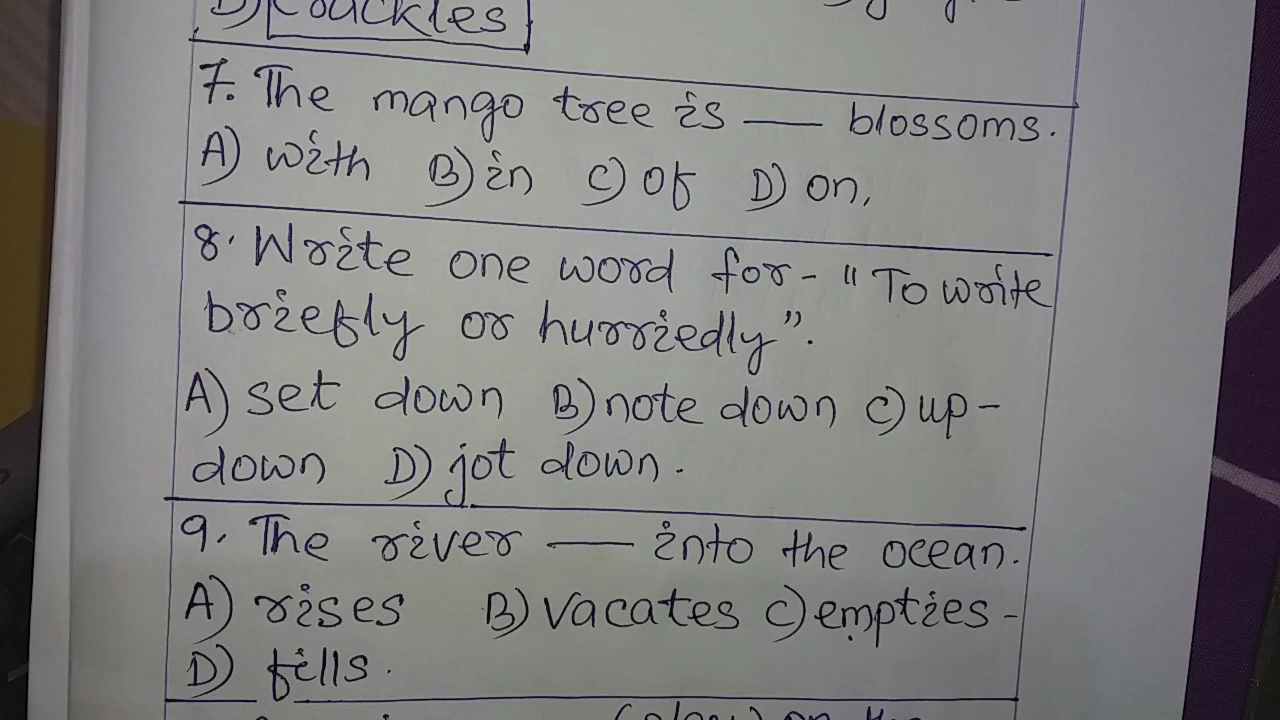 7. The mango tree is — blossoms.
A) with B) in C) of D) on.
8. Write one word for - "To write
briefly or hurriedly".
A) set down B) note down C) up-
down D) jot down.
9. The river — into the ocean.
A) rises B) vacates C) empties -
D) fills.